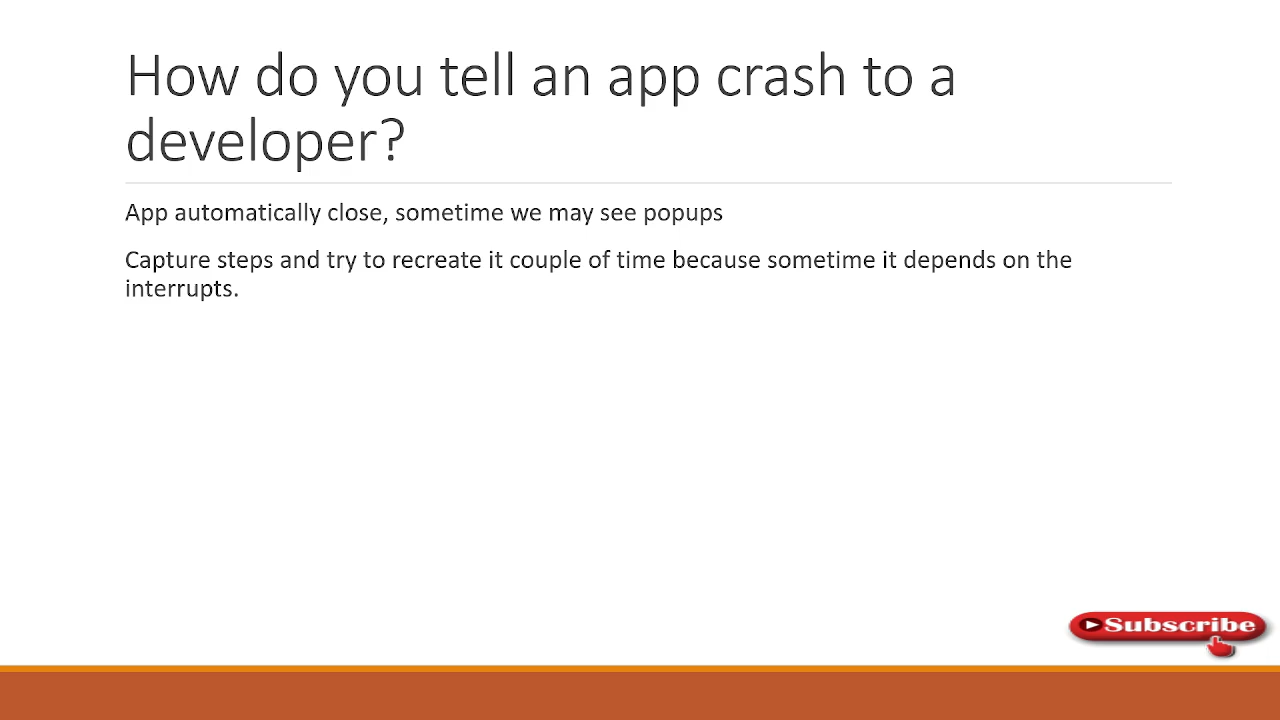 How do you tell an app crash to a
developer?
App automatically close, sometime we may see popups
Capture steps and try to recreate it couple of time because sometime it depends on the
interrupts.
Subscribe